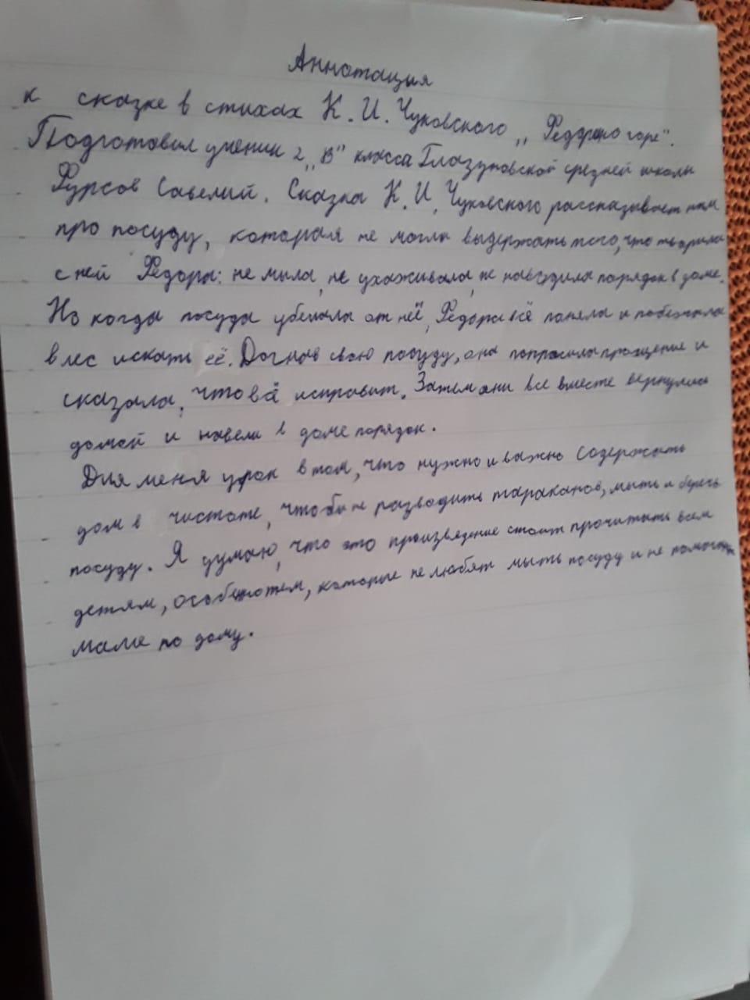 Аннотация
к сказке в стихах К. И. Чуковского „Федорино горе".
Подготовил ученик 2 „В" класса Глазуновской средней школы
Фурсов Савелий. Сказка К. И. Чуковского рассказывает нам
про посуду, которая не могла выдержать того, что творила
с ней Федора: не мыла, не ухаживала, не наводила порядок в доме.
Но когда посуда убежала от неё, Федора всё поняла и побежала
в лес искать её. Догнав свою посуду, она попросила прощение и
сказала, что всё исправит. Затем они все вместе вернулись
домой и навели в доме порядок.
Для меня урок в том, что нужно и важно содержать
дом в чистоте, чтобы не разводить тараканов, мыть и беречь
посуду. Я думаю, что это произведение стоит прочитать всем
детям, особенно тем, которые не любят мыть посуду и не помогают
маме по дому.